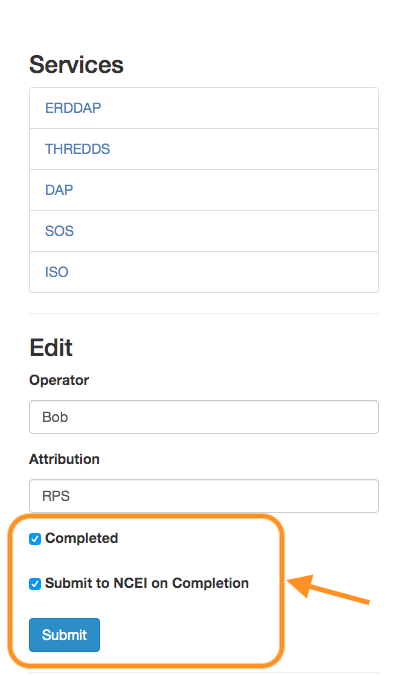 Services
ERDDAP
THREDDS
DAP
SOS
ISO
Edit
Operator
Bob
Attribution
RPS
Completed
Submit to NCEI on Completion
Submit